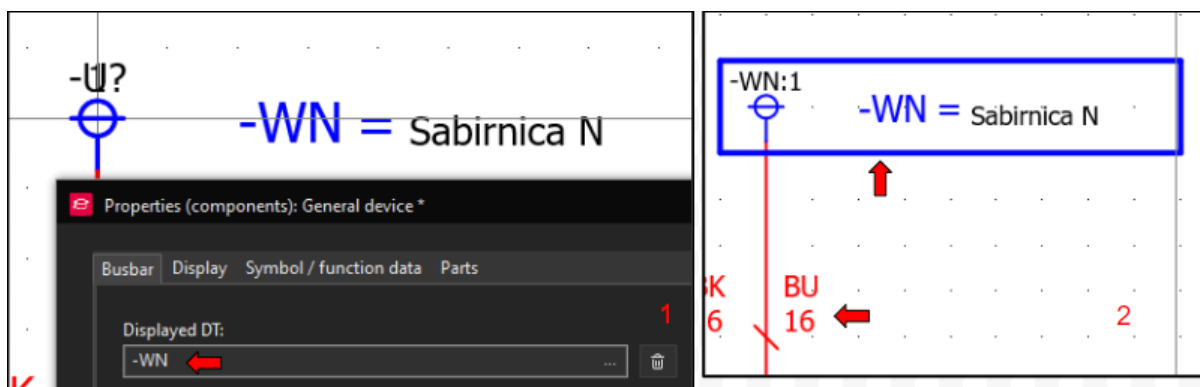 -U?
-WN = Sabirnica N
Properties (components): General device *
Busbar Display Symbol / function data Parts
Displayed DT:
-WN
...
1
K
-WN:1
-WN = Sabirnica N
K BU
6 16
2